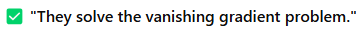 ✅ "They solve the vanishing gradient problem."